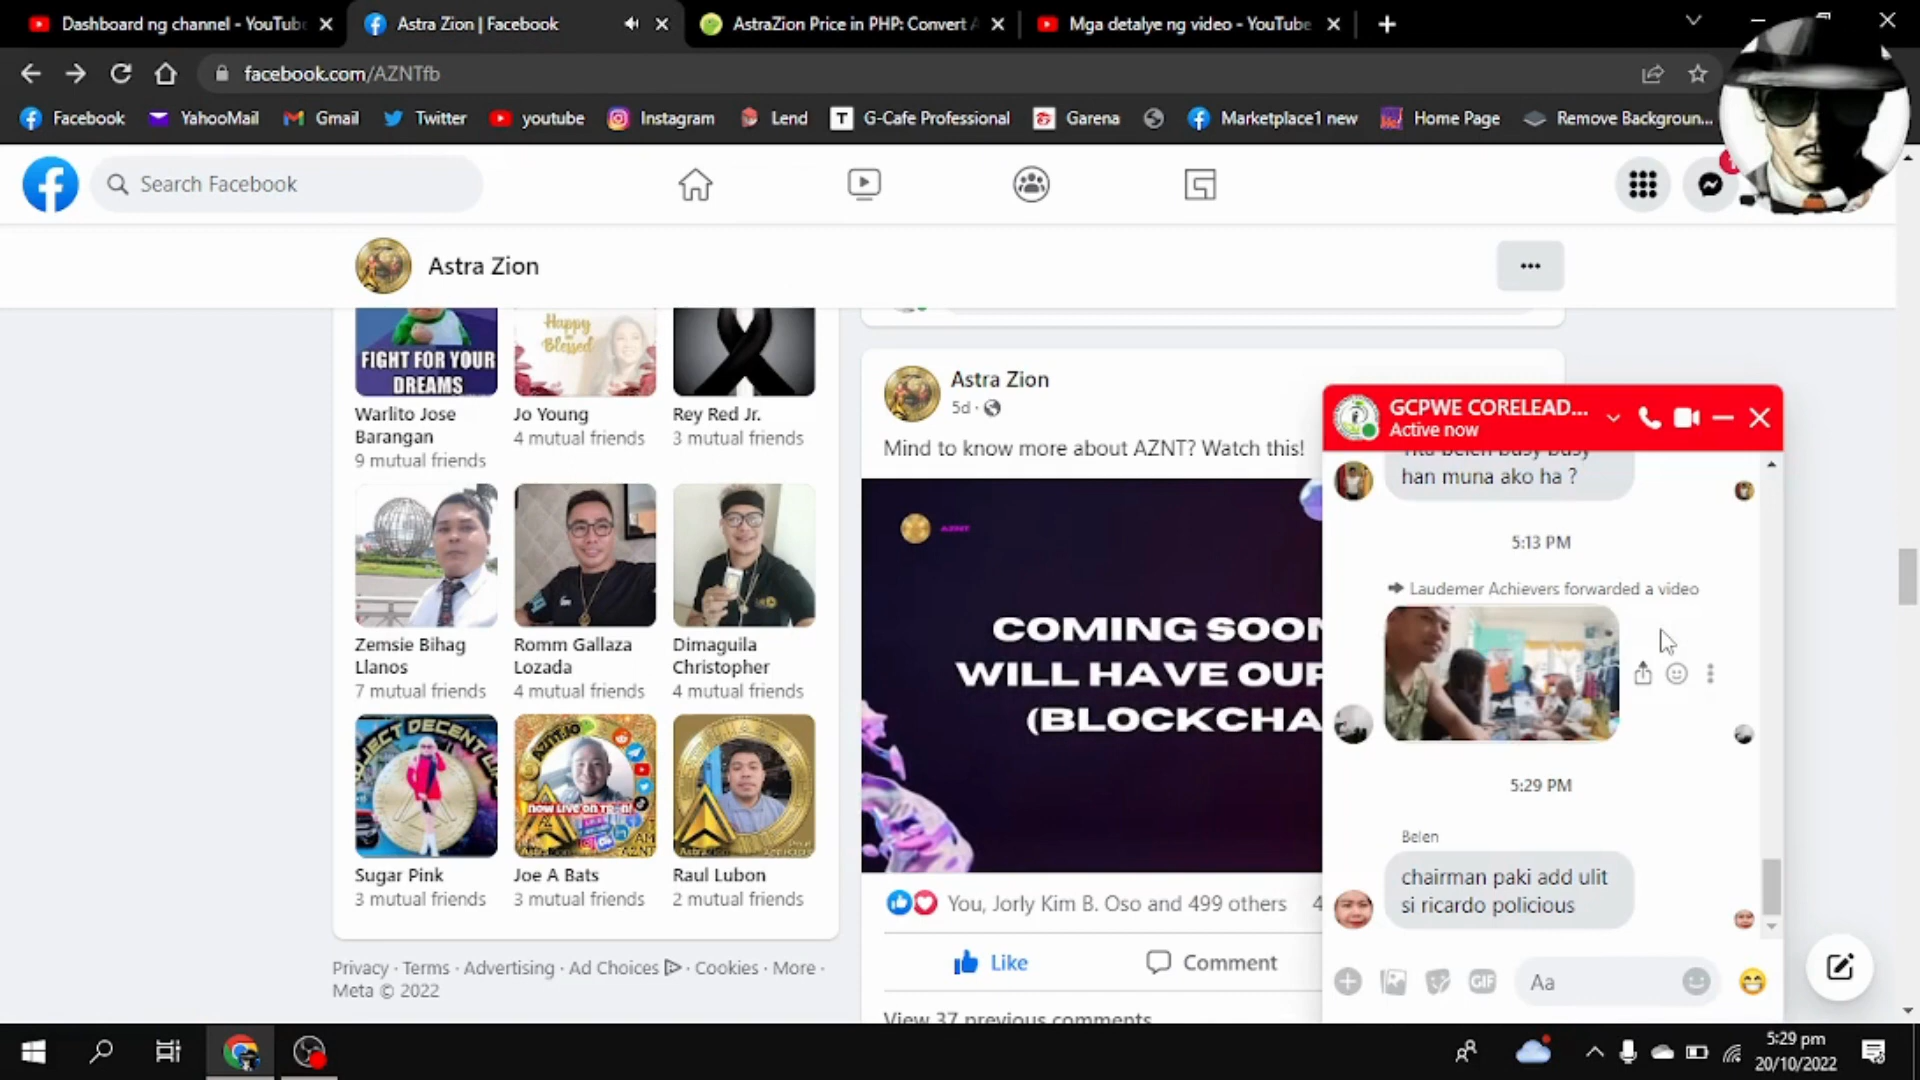 Dashboard ng channel - YouTube
Astra Zion | Facebook
AstraZion Price in PHP: Convert A
Mga detalye ng video - YouTube
facebook.com/AZNTfb
Facebook
YahooMail
Gmail
Twitter
youtube
Instagram
Lend
T
G-Cafe Professional
Garena
Marketplace1 new
Home Page
Remove Backgroun...
Search Facebook
Astra Zion
FIGHT FOR YOUR
DREAMS
Happy
Blessed
Warlito Jose
Barangan
9 mutual friends
Jo Young
4 mutual friends
Rey Red Jr.
3 mutual friends
Zemsie Bihag
Llanos
7 mutual friends
Romm Gallaza
Lozada
4 mutual friends
Dimaguila
Christopher
4 mutual friends
Sugar Pink
3 mutual friends
NOW LIVE ON
Joe A Bats
3 mutual friends
Raul Lubon
2 mutual friends
Privacy · Terms · Advertising · Ad Choices · Cookies · More ·
Meta © 2022
Astra Zion
5d ·
Mind to know more about AZNT? Watch this!
AZNT
COMING SOON
WILL HAVE OUR
(BLOCKCHA
You, Jorly Kim B. Oso and 499 others
Like
Comment
View 37 previous comments
GCPWE CORELEAD...
Active now
han muna ako ha ?
5:13 PM
Laudemer Achievers forwarded a video
5:29 PM
Belen
chairman paki add ulit
si ricardo policious
GIF
Aa
5:29 pm
20/10/2022